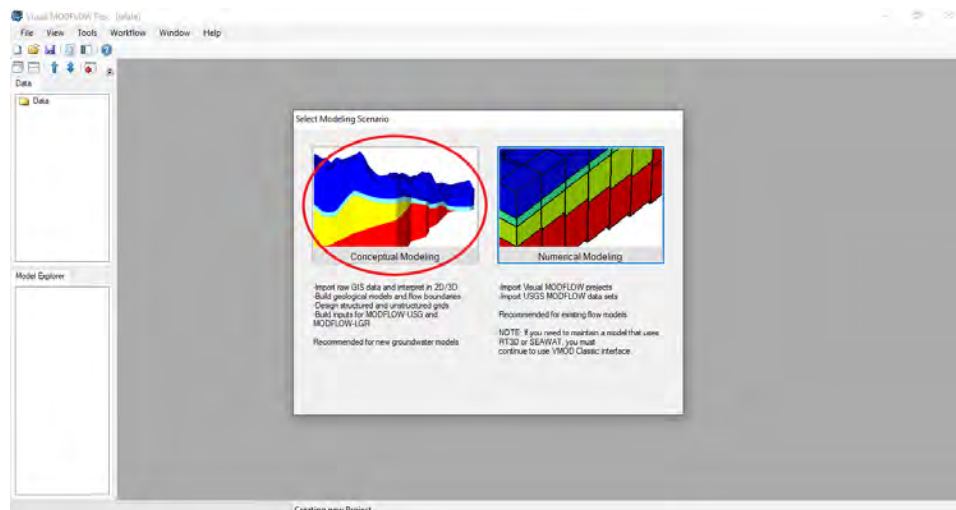 Visual MODFLOW Flex
File View Tools Workflow Window Help
Data
Data
Model Explorer
Select Modeling Scenario
Conceptual Modeling
-Import raw GIS data and interpret in 2D/3D
-Build geological models and flow boundaries
-Design structured and unstructured grids
-Build inputs for MODFLOW-USG and
MODFLOW-LGR
Recommended for new groundwater models
Numerical Modeling
-Import Visual MODFLOW projects
-Import USGS MODFLOW data sets
Recommended for existing flow models
NOTE: If you need to maintain a model that uses
RT3D or SEAWAT, you must
continue to use VMOD Classic interface.
Creating new Project